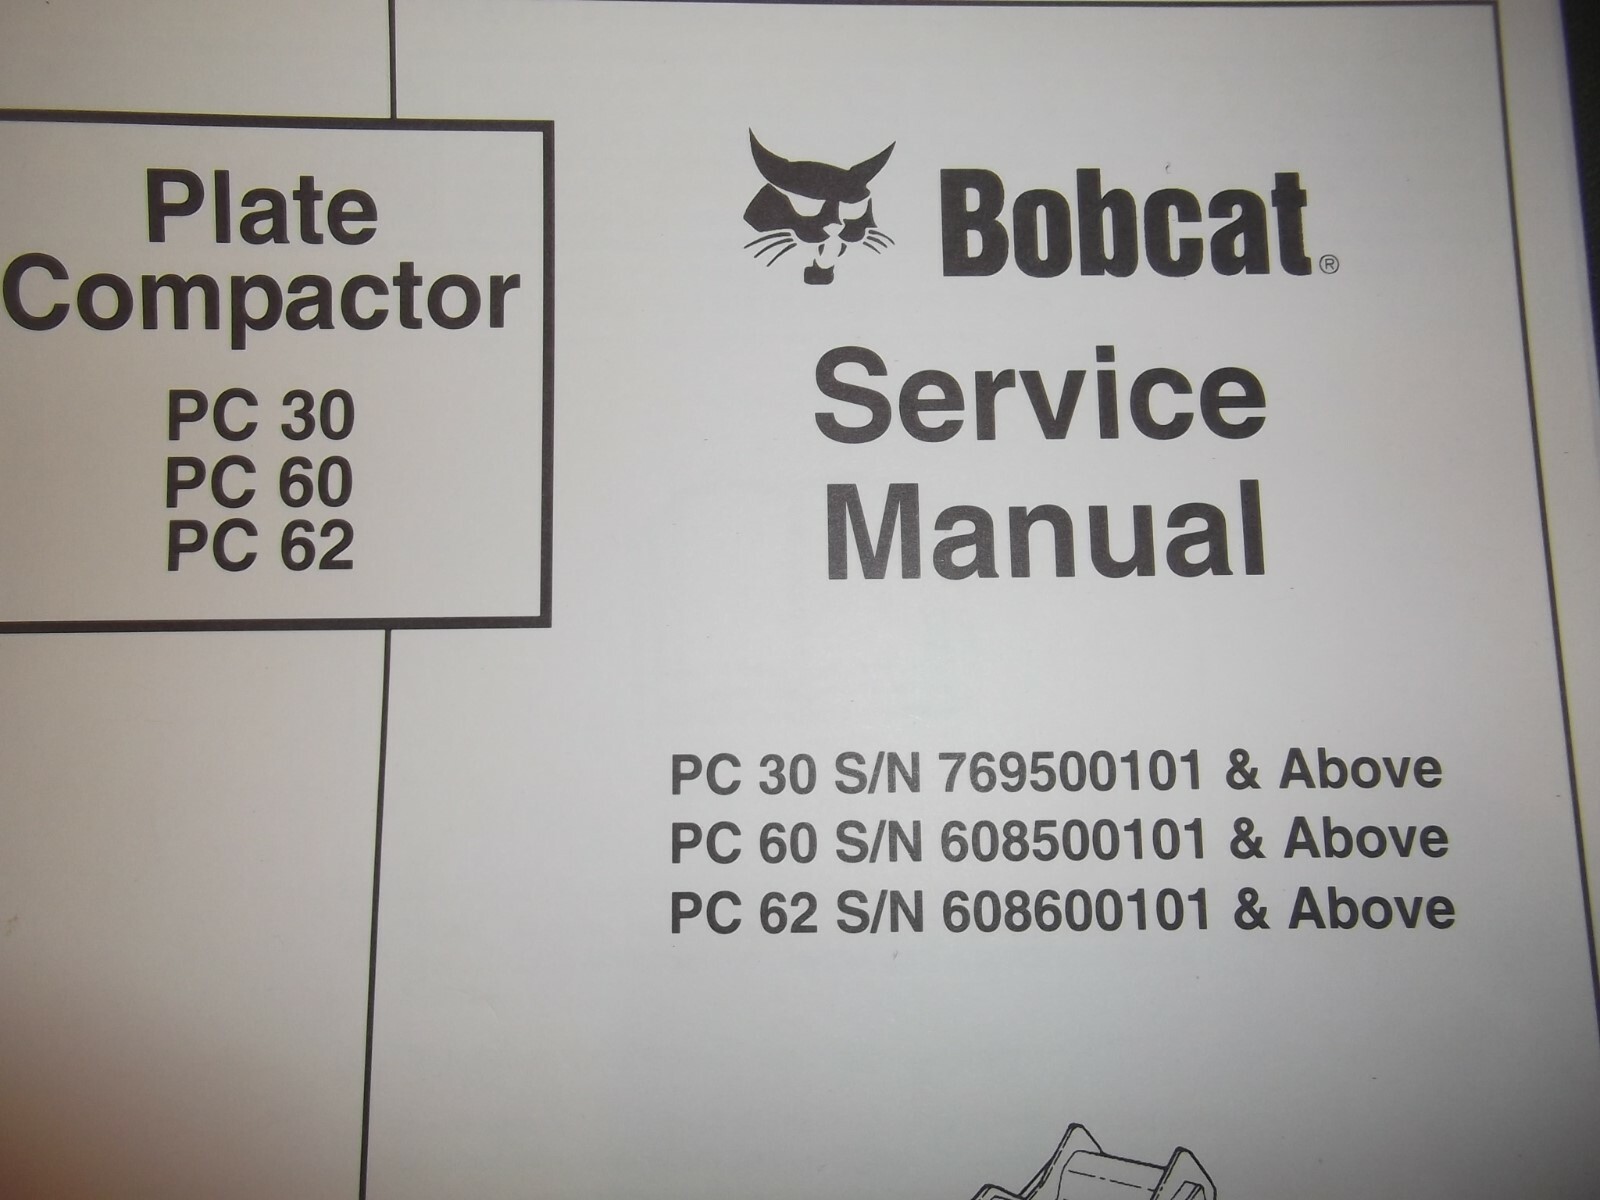 Plate
Compactor
PC 30
PC 60
PC 62
Bobcat®
Service
Manual
PC 30 S/N 769500101 & Above
PC 60 S/N 608500101 & Above
PC 62 S/N 608600101 & Above